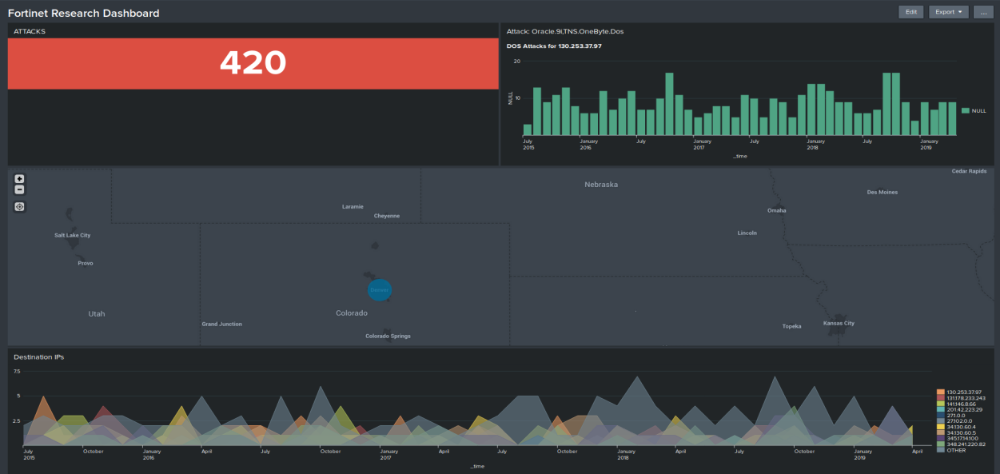 Fortinet Research Dashboard
Edit
Export
...
ATTACKS
420
Attack: Oracle.9i,TNS.OneByte.Dos
DOS Attacks for 130.253.37.97
20
10
NULL
NULL
July
2015
January
2016
July
January
2017
July
January
2018
July
January
2019
_time
+
−
Nebraska
Cedar Rapids
Des Moines
Laramie
Cheyenne
Omaha
Salt Lake City
Lincoln
Provo
Denver
Utah
Colorado
Grand Junction
Colorado Springs
Topeka
Kansas City
Destination IPs
7.5
5
2.5
July
2015
October
January
2016
April
July
October
January
2017
April
July
October
January
2018
April
July
October
January
2019
April
_time
130.253.37.97
131.178.233.243
141.146.8.66
201.42.223.29
27.1.0.0
27.10.2.0.0
34.130.60.4
34.130.60.5
345.17.14.100
348.241.220.82
OTHER